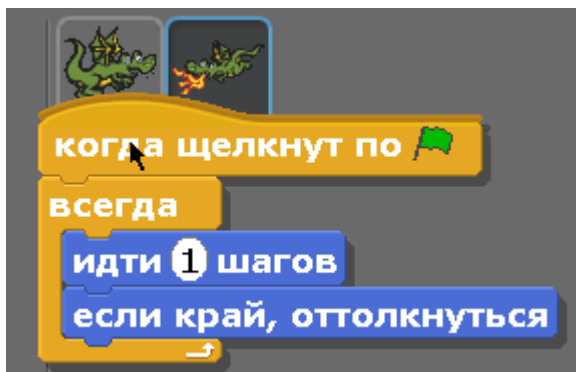 когда щелкнут по
всегда
идти 1 шагов
если край, оттолкнуться